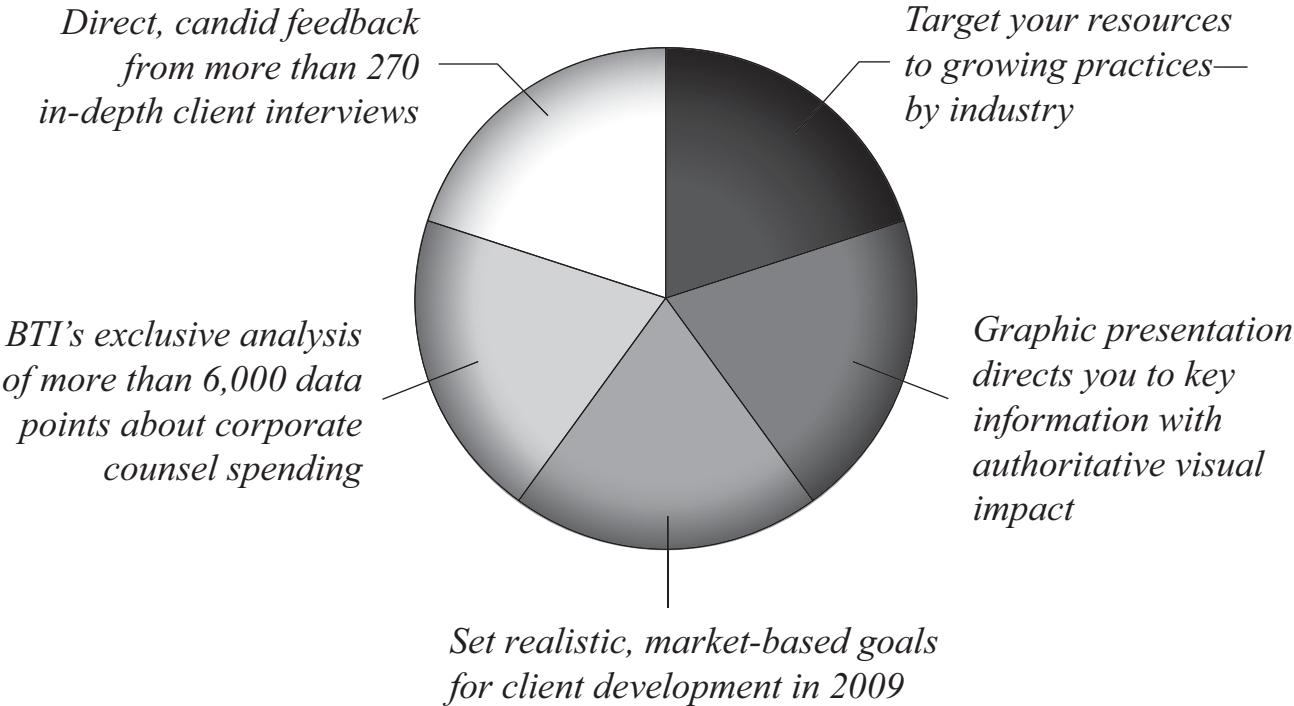 Direct, candid feedback
from more than 270
in-depth client interviews
Target your resources
to growing practices—
by industry
BTI’s exclusive analysis
of more than 6,000 data
points about corporate
counsel spending
Graphic presentation
directs you to key
information with
authoritative visual
impact
Set realistic, market-based goals
for client development in 2009